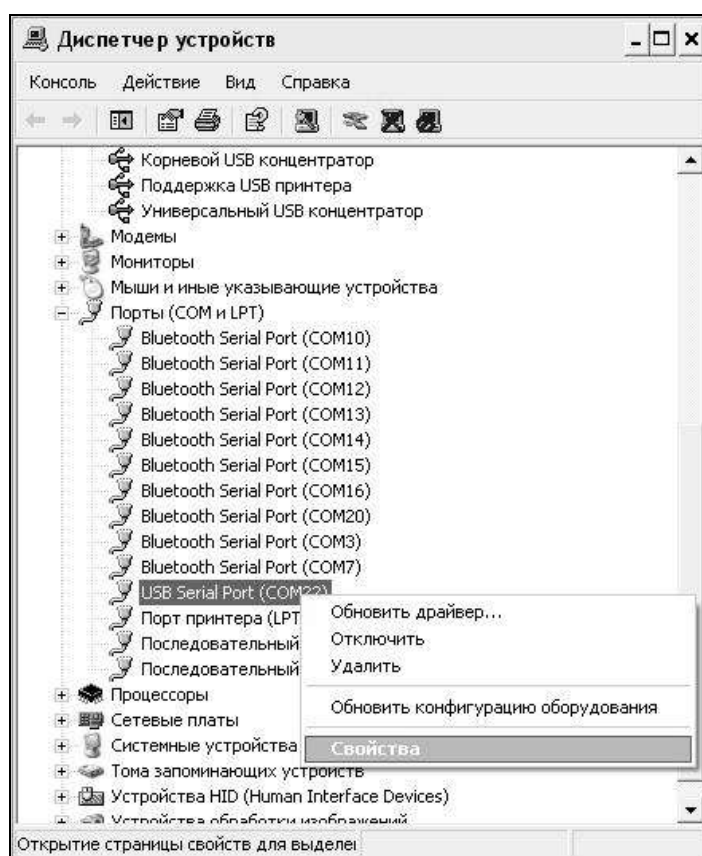 Диспетчер устройств
Консоль Действие Вид Справка
Корневой USB концентратор
Поддержка USB принтера
Универсальный USB концентратор
Модемы
Мониторы
Мыши и иные указывающие устройства
Порты (COM и LPT)
Bluetooth Serial Port (COM10)
Bluetooth Serial Port (COM11)
Bluetooth Serial Port (COM12)
Bluetooth Serial Port (COM13)
Bluetooth Serial Port (COM14)
Bluetooth Serial Port (COM15)
Bluetooth Serial Port (COM16)
Bluetooth Serial Port (COM20)
Bluetooth Serial Port (COM3)
Bluetooth Serial Port (COM7)
USB Serial Port (COM22)
Порт принтера (LPT
Последовательный
Последовательный
Обновить драйвер...
Отключить
Удалить
Обновить конфигурацию оборудования
Свойства
Процессоры
Сетевые платы
Системные устройства
Тома запоминающих устройств
Устройства HID (Human Interface Devices)
Устройства обработки изображений
Открытие страницы свойств для выделе